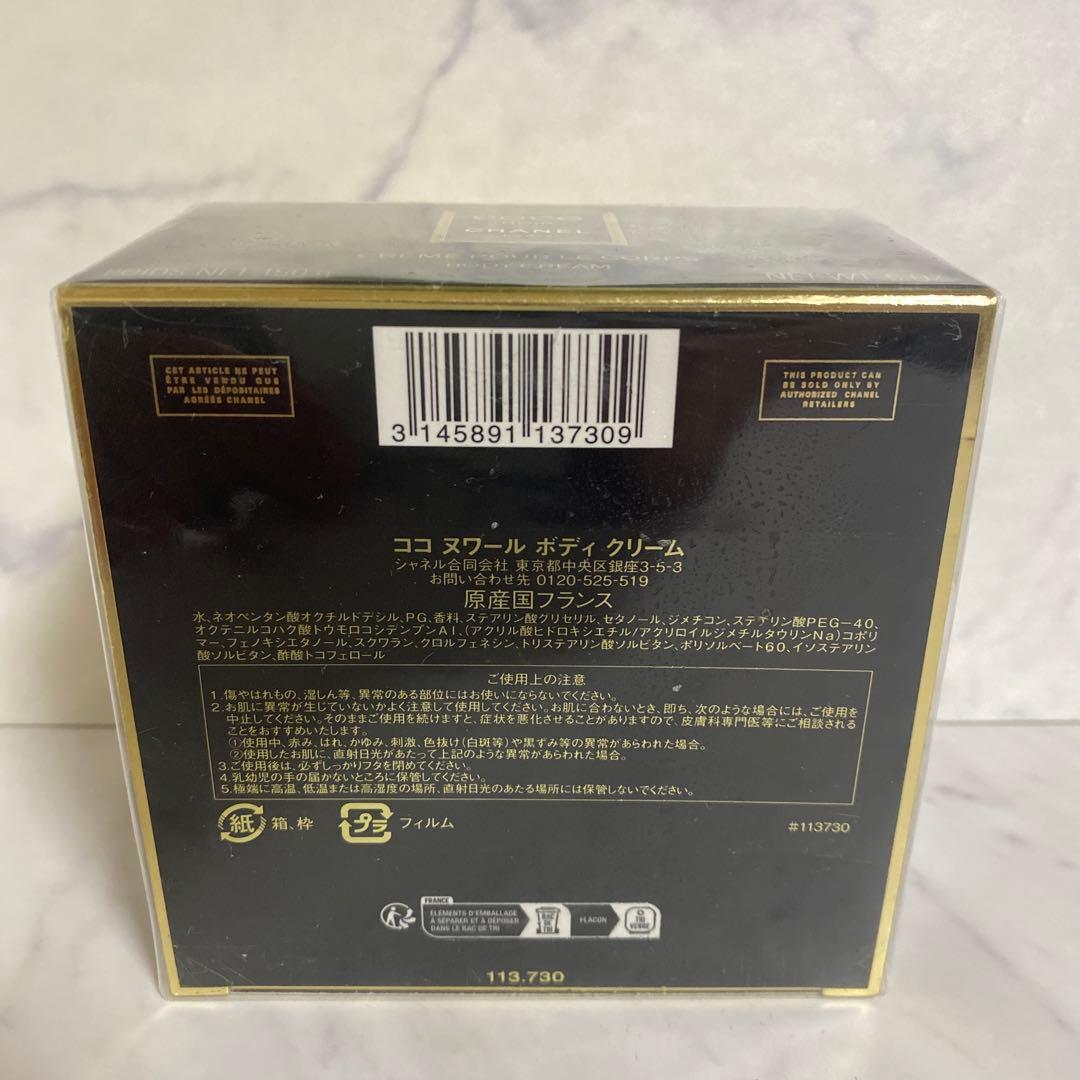 COCO
CHANEL
CRÈME POUR LE CORPS
BODY CREAM
POIDS NET 150 g
NET WT.
CET ARTICLE NE PEUT
ÊTRE VENDU QUE
PAR LES DÉPOSITAIRES
AGRÉÉS CHANEL
3 145891 137309
THIS PRODUCT CAN
BE SOLD ONLY BY
AUTHORIZED CHANEL
RETAILERS
ココ ヌワール ボディ クリーム
シャネル合同会社 東京都中央区銀座3-5-3
お問い合わせ先 0120-525-519
原産国フランス
水、ネオペンタン酸オクチルドデシル、PG、香料、ステアリン酸グリセリル、セタノール、ジメチコン、ステアリン酸PEG-40、
オクテニルコハク酸トウモロコシデンプンAl、(アクリル酸ヒドロキシエチル/アクリロイルジメチルタウリンNa)コポリ
マー、フェノキシエタノール、スクワラン、クロルフェネシン、トリステアリン酸ソルビタン、ポリソルベート60、イソステアリン
酸ソルビタン、酢酸トコフェロール
ご使用上の注意
1.傷やはれもの、湿しん等、異常のある部位にはお使いにならないでください。
2.お肌に異常が生じていないかよく注意して使用してください。お肌に合わないとき、即ち、次のような場合には、ご使用を
中止してください。そのままご使用を続けますと、症状を悪化させることがありますので、皮膚科専門医等にご相談される
ことをおすすめいたします。
①使用中、赤み、はれ、かゆみ、刺激、色抜け(白斑等)や黒ずみ等の異常があらわれた場合。
②使用したお肌に、直射日光があたって上記のような異常があらわれた場合。
3.ご使用後は、必ずしっかりフタを閉めてください。
4.乳幼児の手の届かないところに保管してください。
5.極端に高温、低温または高湿度の場所、直射日光のあたる場所には保管しないでください。
紙 箱、枠 プラ フィルム
#113730
FRANCE
ÉLÉMENTS D'EMBALLAGE
À SÉPARER ET À DÉPOSER
DANS LE BAC DE TRI
BAC
DE
TRI
FLACON
TRI
VERRE
113.730